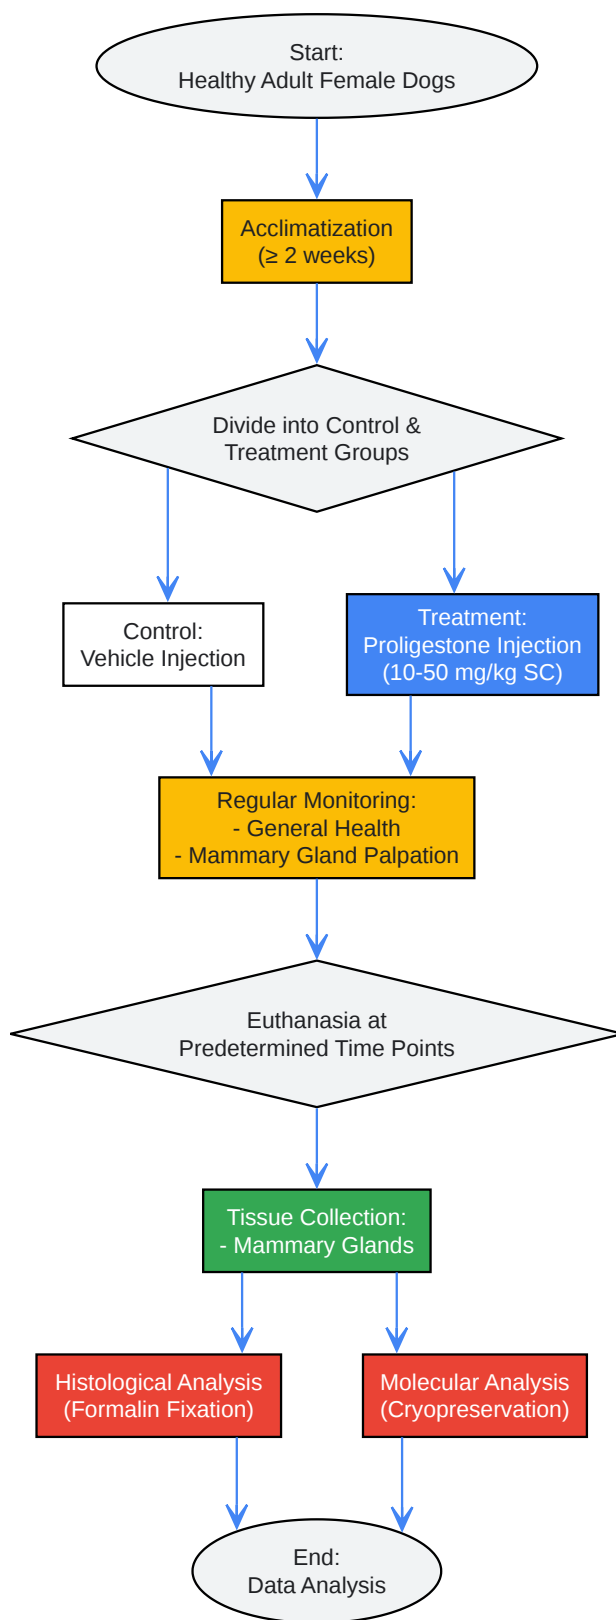 Start:
Healthy Adult Female Dogs
Acclimatization
(≥ 2 weeks)
Divide into Control &
Treatment Groups
Control:
Vehicle Injection
Treatment:
Proligestone Injection
(10-50 mg/kg SC)
Regular Monitoring:
- General Health
- Mammary Gland Palpation
Euthanasia at
Predetermined Time Points
Tissue Collection:
- Mammary Glands
Histological Analysis
(Formalin Fixation)
Molecular Analysis
(Cryopreservation)
End:
Data Analysis